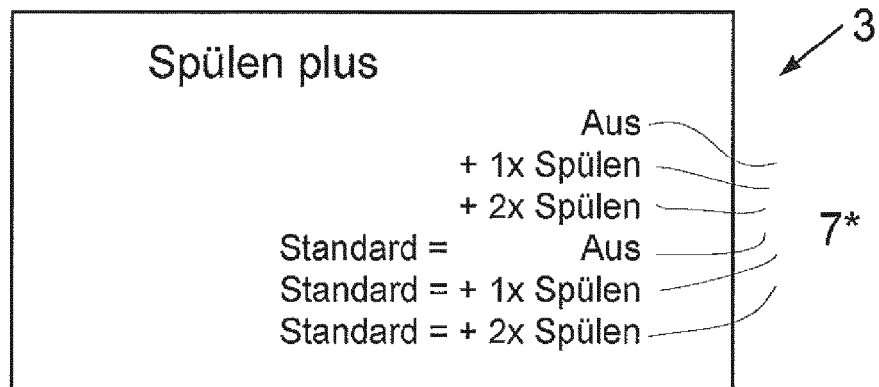 3
Spülen plus
Aus
+ 1x Spülen
+ 2x Spülen
7*
Standard = Aus
Standard = + 1x Spülen
Standard = + 2x Spülen